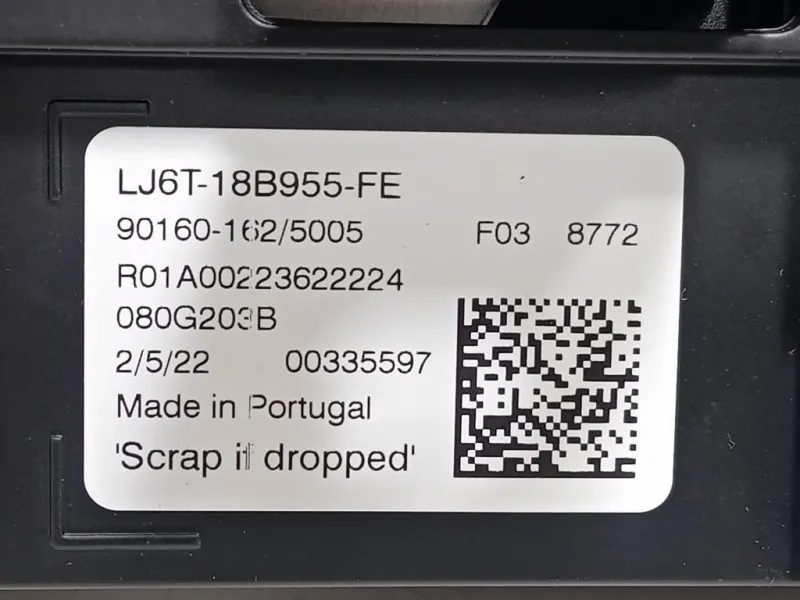 LJ6T-18B955-FE
90160-162/5005 F03 8772
R01A00223622224
080G203B
2/5/22 00335597
Made in Portugal
'Scrap if dropped'